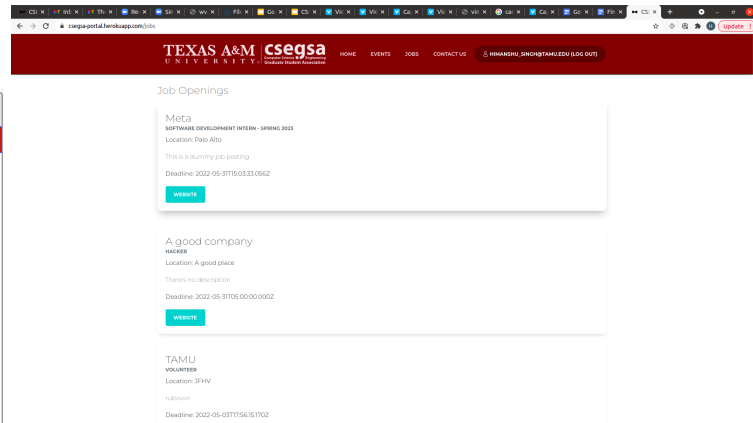 csegsa-portal.herokuapp.com/jobs
Update
TEXAS A&M
UNIVERSITY
csegsa
Computer Science & Engineering
Graduate Student Association
HOME
EVENTS
JOBS
CONTACT US
HIMANSHU_SINGH@TAMU.EDU (LOG OUT)
Job Openings
Meta
SOFTWARE DEVELOPMENT INTERN - SPRING 2023
Location: Palo Alto
This is a dummy job posting
Deadline: 2022-05-31T15:03:33.056Z
WEBSITE
A good company
HACKER
Location: A good place
There's no description.
Deadline: 2022-05-31T05:00:00.000Z
WEBSITE
TAMU
VOLUNTEER
Location: JFHV
Deadline: 2022-05-03T17:56:15.170Z